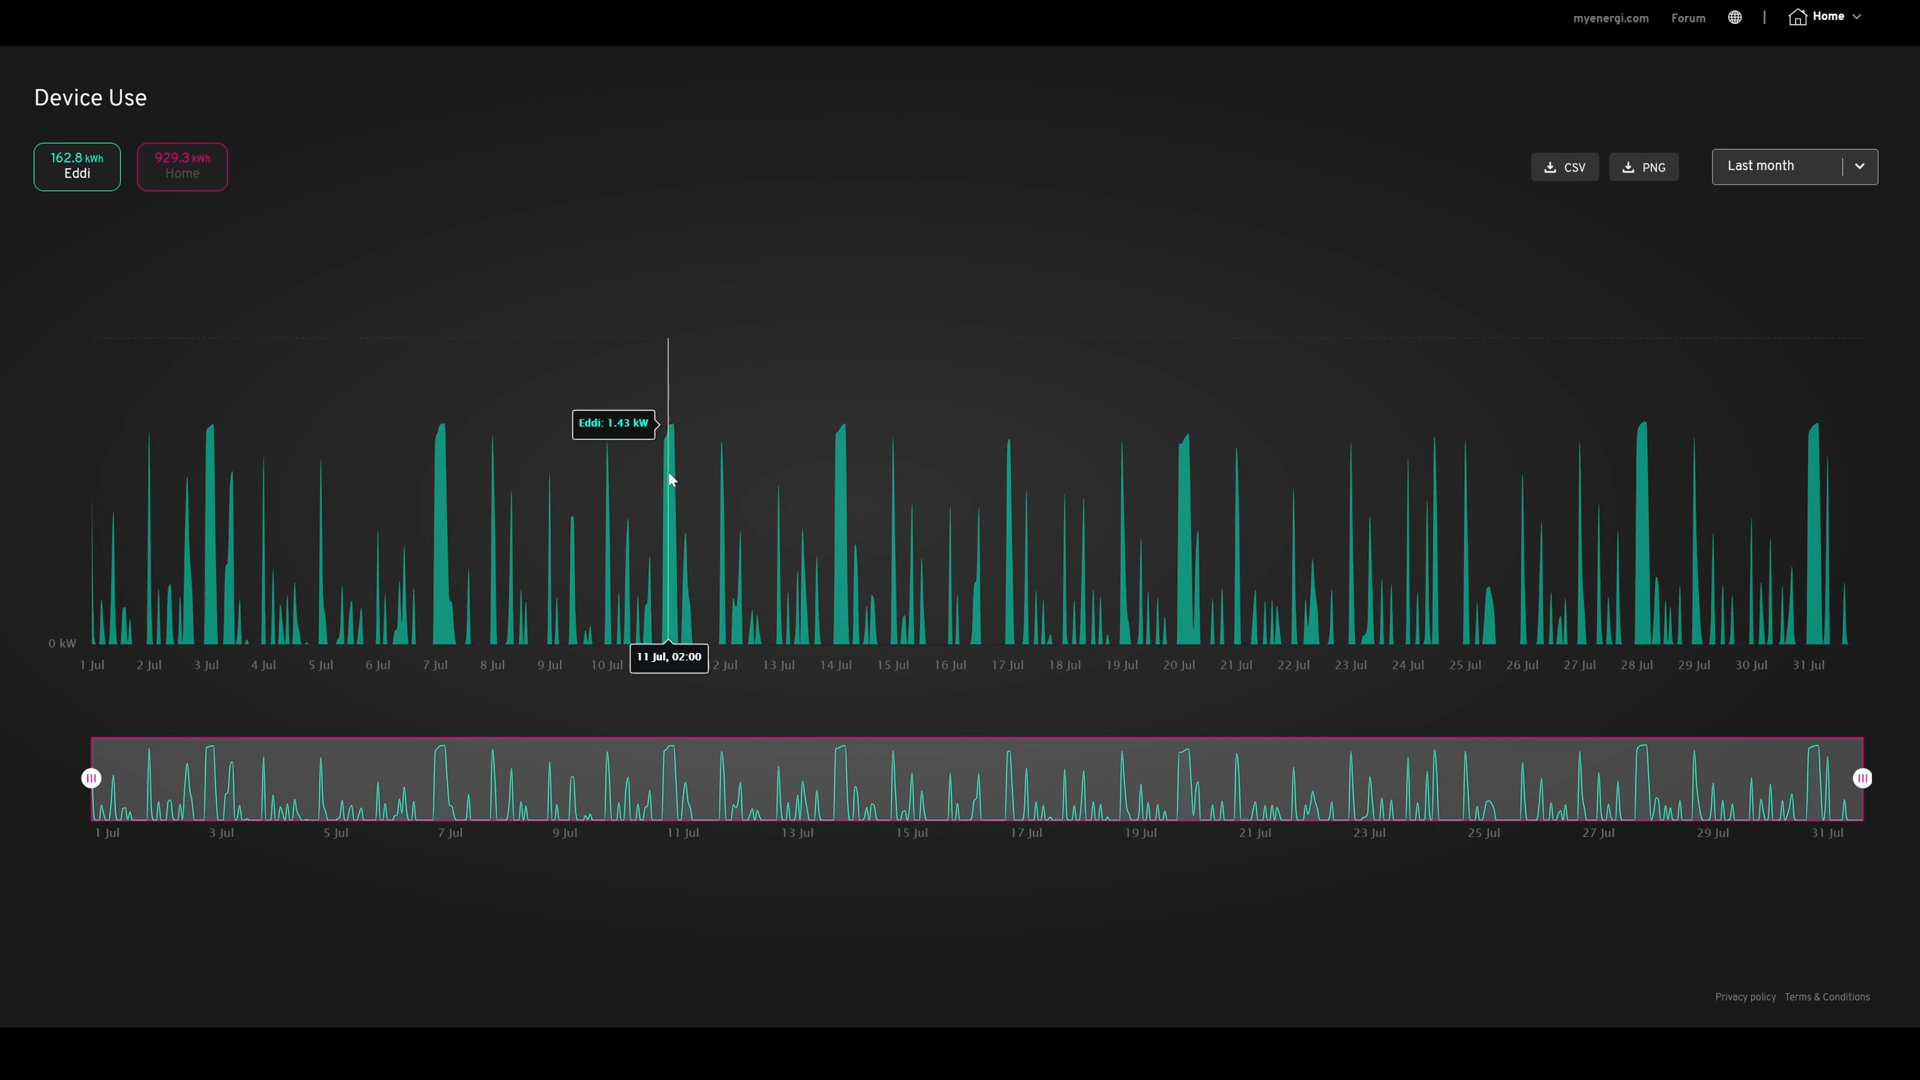 myenergi.com Forum | Home
Device Use
162.8 kWh
Eddi
929.3 kWh
Home
CSV
PNG
Last month
Eddi: 1.43 kW
0 kW
1 Jul 2 Jul 3 Jul 4 Jul 5 Jul 6 Jul 7 Jul 8 Jul 9 Jul 10 Jul 11 Jul, 02:00 2 Jul 13 Jul 14 Jul 15 Jul 16 Jul 17 Jul 18 Jul 19 Jul 20 Jul 21 Jul 22 Jul 23 Jul 24 Jul 25 Jul 26 Jul 27 Jul 28 Jul 29 Jul 30 Jul 31 Jul
1 Jul 3 Jul 5 Jul 7 Jul 9 Jul 11 Jul 13 Jul 15 Jul 17 Jul 19 Jul 21 Jul 23 Jul 25 Jul 27 Jul 29 Jul 31 Jul
Privacy policy Terms & Conditions